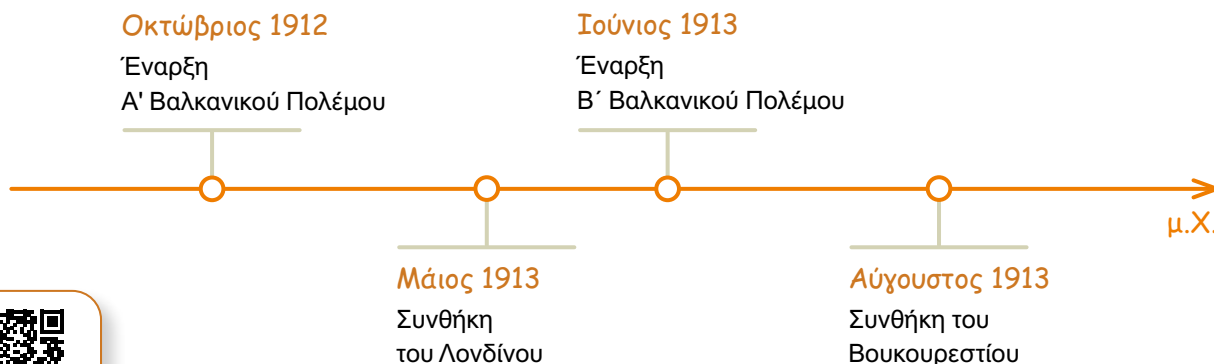 Οκτώβριος 1912
Έναρξη
Α' Βαλκανικού Πολέμου
Ιούνιος 1913
Έναρξη
Β΄ Βαλκανικού Πολέμου
μ.Χ.
Μάιος 1913
Συνθήκη
του Λονδίνου
Αύγουστος 1913
Συνθήκη του
Βουκουρεστίου